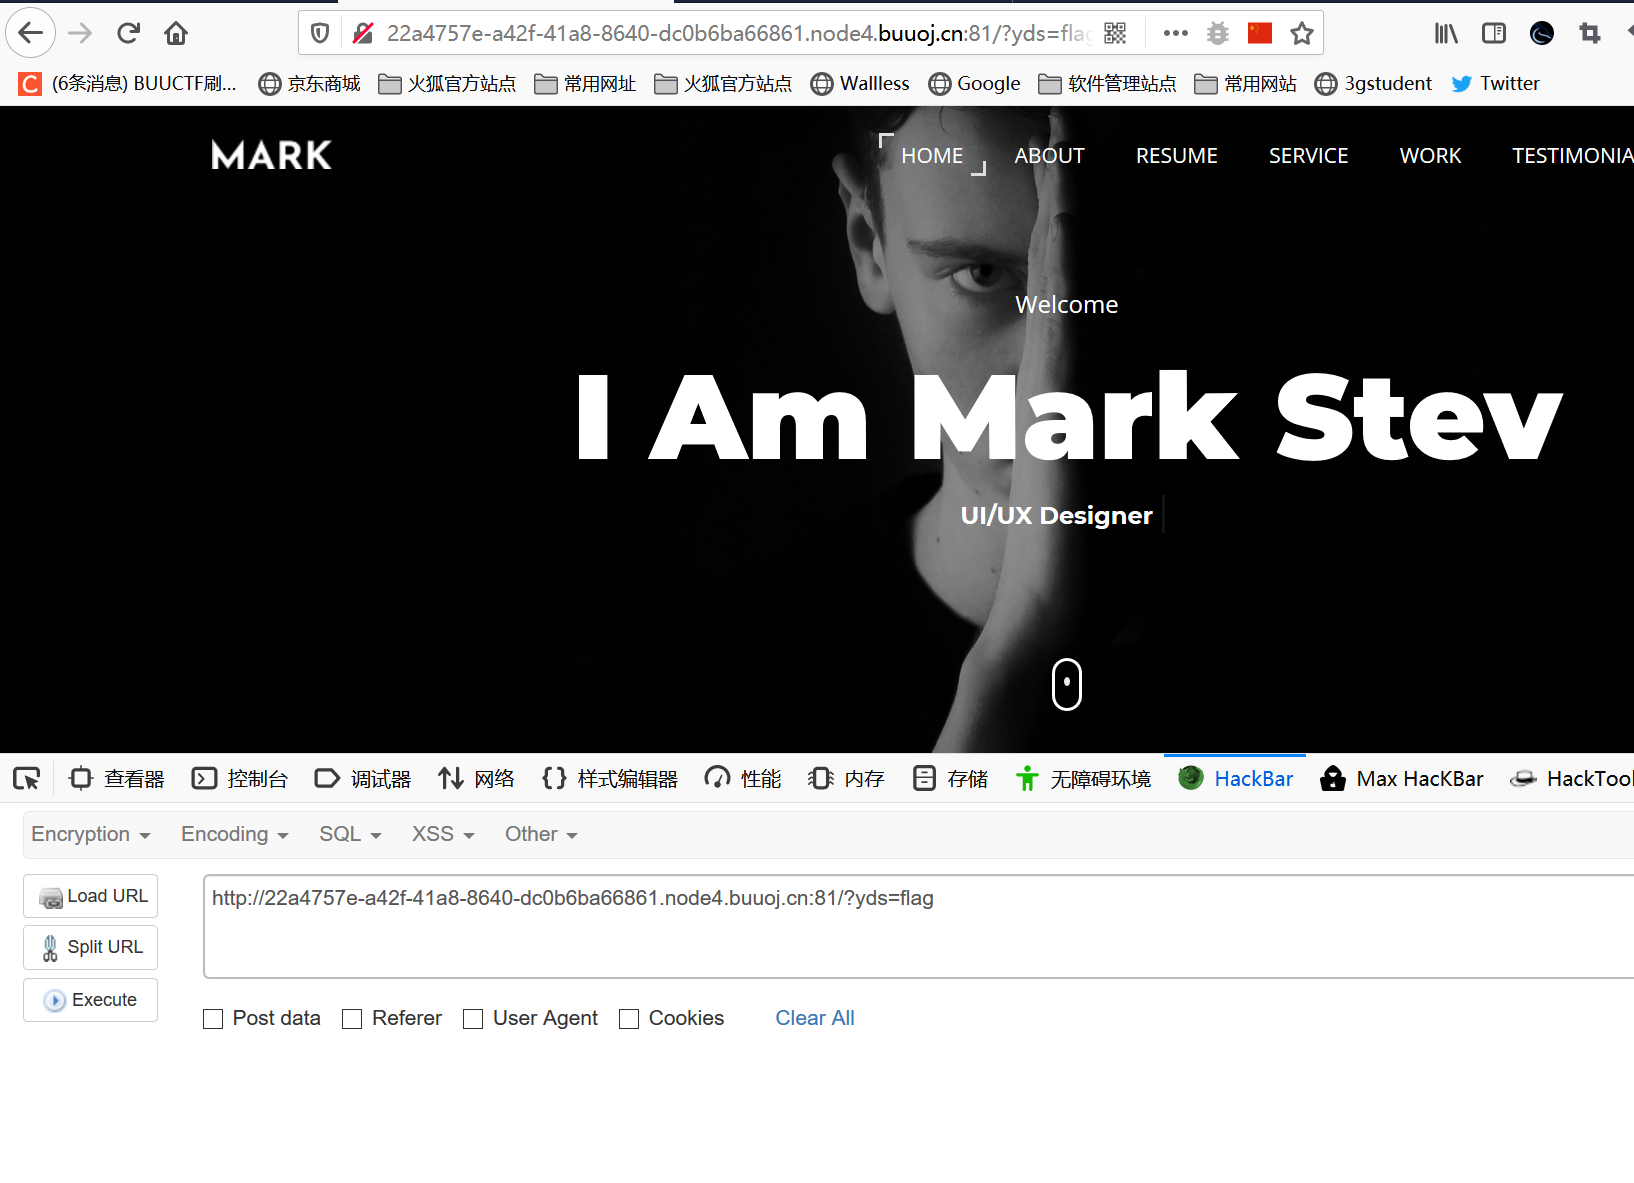 22a4757e-a42f-41a8-8640-dc0b6ba66861.node4.buuoj.cn:81/?yds=flag
(6条消息) BUUCTF刷... 京东商城 火狐官方站点 常用网址 火狐官方站点 Wallless Google 软件管理站点 常用网站 3gstudent Twitter
MARK HOME ABOUT RESUME SERVICE WORK TESTIMONIA
Welcome
I Am Mark Stev
UI/UX Designer
查看器 控制台 调试器 网络 样式编辑器 性能 内存 存储 无障碍环境 HackBar Max HacKBar HackTool
Encryption Encoding SQL XSS Other
Load URL
http://22a4757e-a42f-41a8-8640-dc0b6ba66861.node4.buuoj.cn:81/?yds=flag
Split URL
Execute
Post data Referer User Agent Cookies Clear All